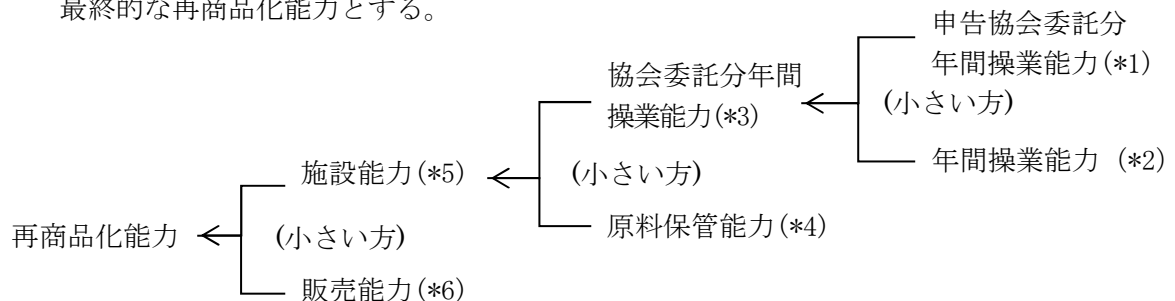 最終的な再商品化能力とする。
申告協会委託分
年間操業能力(*1)
協会委託分年間
操業能力(*3)
(小さい方)
施設能力(*5)
(小さい方)
年間操業能力 (*2)
再商品化能力
(小さい方)
原料保管能力(*4)
販売能力(*6)